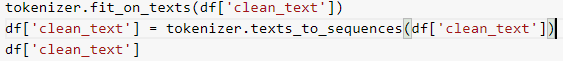 tokenizer.fit_on_texts(df['clean_text'])
df['clean_text'] = tokenizer.texts_to_sequences(df['clean_text'])
df['clean_text']